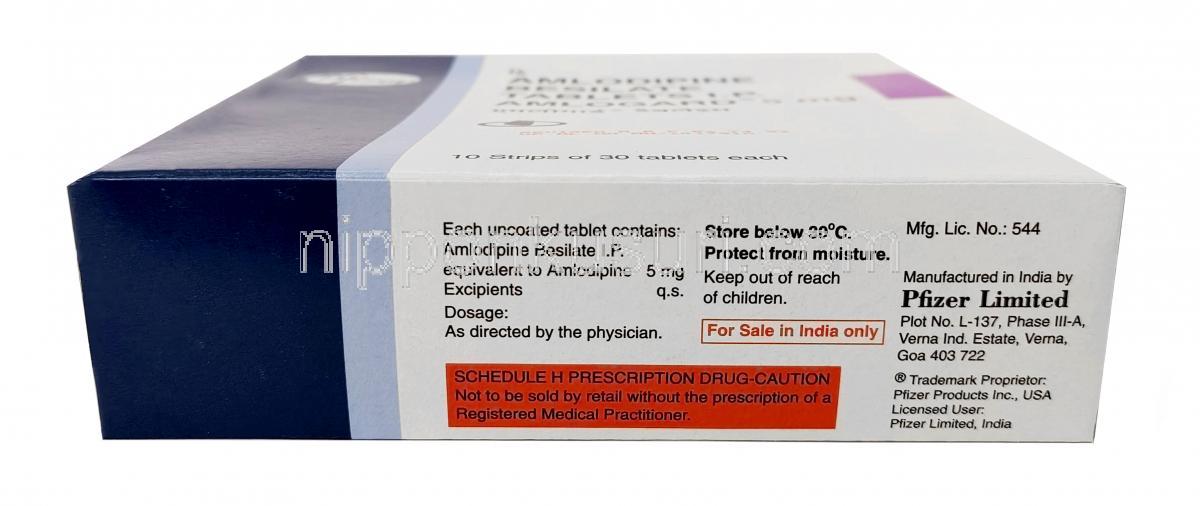 AMLODIPINE
BESILATE
TABLETS I.P.
AMLOGARD® 5 mg
10 Strips of 30 tablets each
Each uncoated tablet contains:
Amlodipine Besilate I.P.
equivalent to Amlodipine 5 mg
Excipients q.s.
Dosage:
As directed by the physician.
SCHEDULE H PRESCRIPTION DRUG-CAUTION
Not to be sold by retail without the prescription of a
Registered Medical Practitioner.
Store below 30°C.
Protect from moisture.
Keep out of reach
of children.
For Sale in India only
Mfg. Lic. No.: 544
Manufactured in India by
Pfizer Limited
Plot No. L-137, Phase III-A,
Verna Ind. Estate, Verna,
Goa 403 722
® Trademark Proprietor:
Pfizer Products Inc., USA
Licensed User:
Pfizer Limited, India